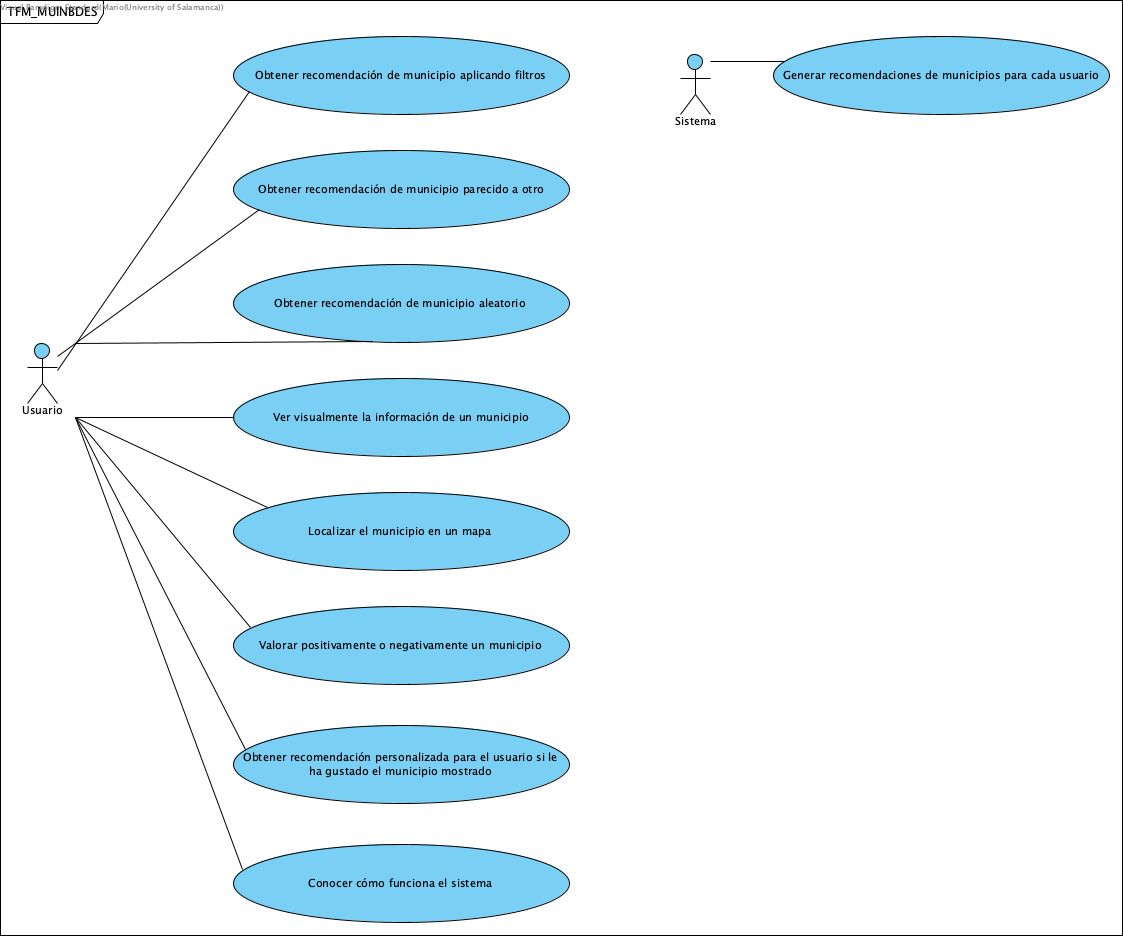 Visual Paradigm Standard(Mario(University of Salamanca))
TFM_MUINBDES
Obtener recomendación de municipio aplicando filtros
Generar recomendaciones de municipios para cada usuario
Sistema
Obtener recomendación de municipio parecido a otro
Obtener recomendación de municipio aleatorio
Usuario
Ver visualmente la información de un municipio
Localizar el municipio en un mapa
Valorar positivamente o negativamente un municipio
Obtener recomendación personalizada para el usuario si le
ha gustado el municipio mostrado
Conocer cómo funciona el sistema